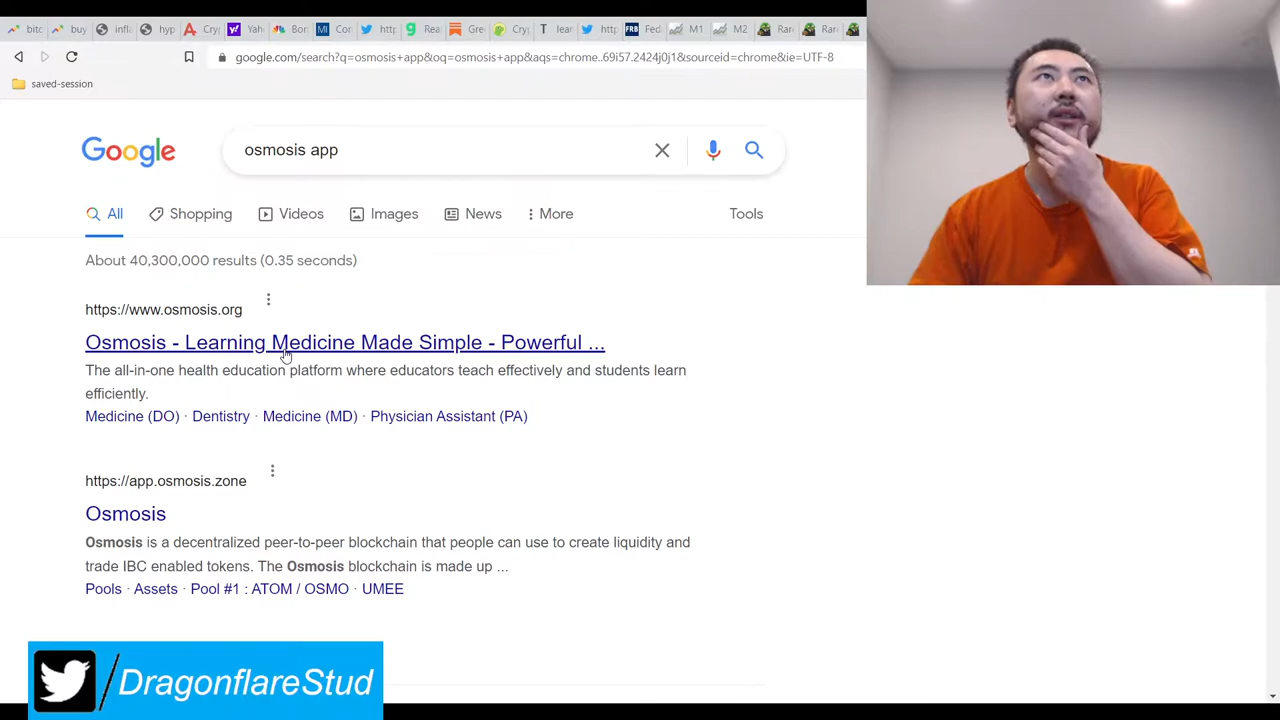 bitc
buy
infl
hyp
Cry
Yah
Bon
Con
http
Rea
Gre
Cryp
lear
http
FRB
Fed
M1
M2
Rar
Rar
google.com/search?q=osmosis+app&oq=osmosis+app&aqs=chrome..69i57.2424j0j1&sourceid=chrome&ie=UTF-8
saved-session
Google
osmosis app
All
Shopping
Videos
Images
News
More
Tools
About 40,300,000 results (0.35 seconds)
https://www.osmosis.org
Osmosis - Learning Medicine Made Simple - Powerful ...
The all-in-one health education platform where educators teach effectively and students learn
efficiently.
Medicine (DO) · Dentistry · Medicine (MD) · Physician Assistant (PA)
https://app.osmosis.zone
Osmosis
Osmosis is a decentralized peer-to-peer blockchain that people can use to create liquidity and
trade IBC enabled tokens. The Osmosis blockchain is made up ...
Pools · Assets · Pool #1 : ATOM / OSMO · UMEE
/DragonflareStud